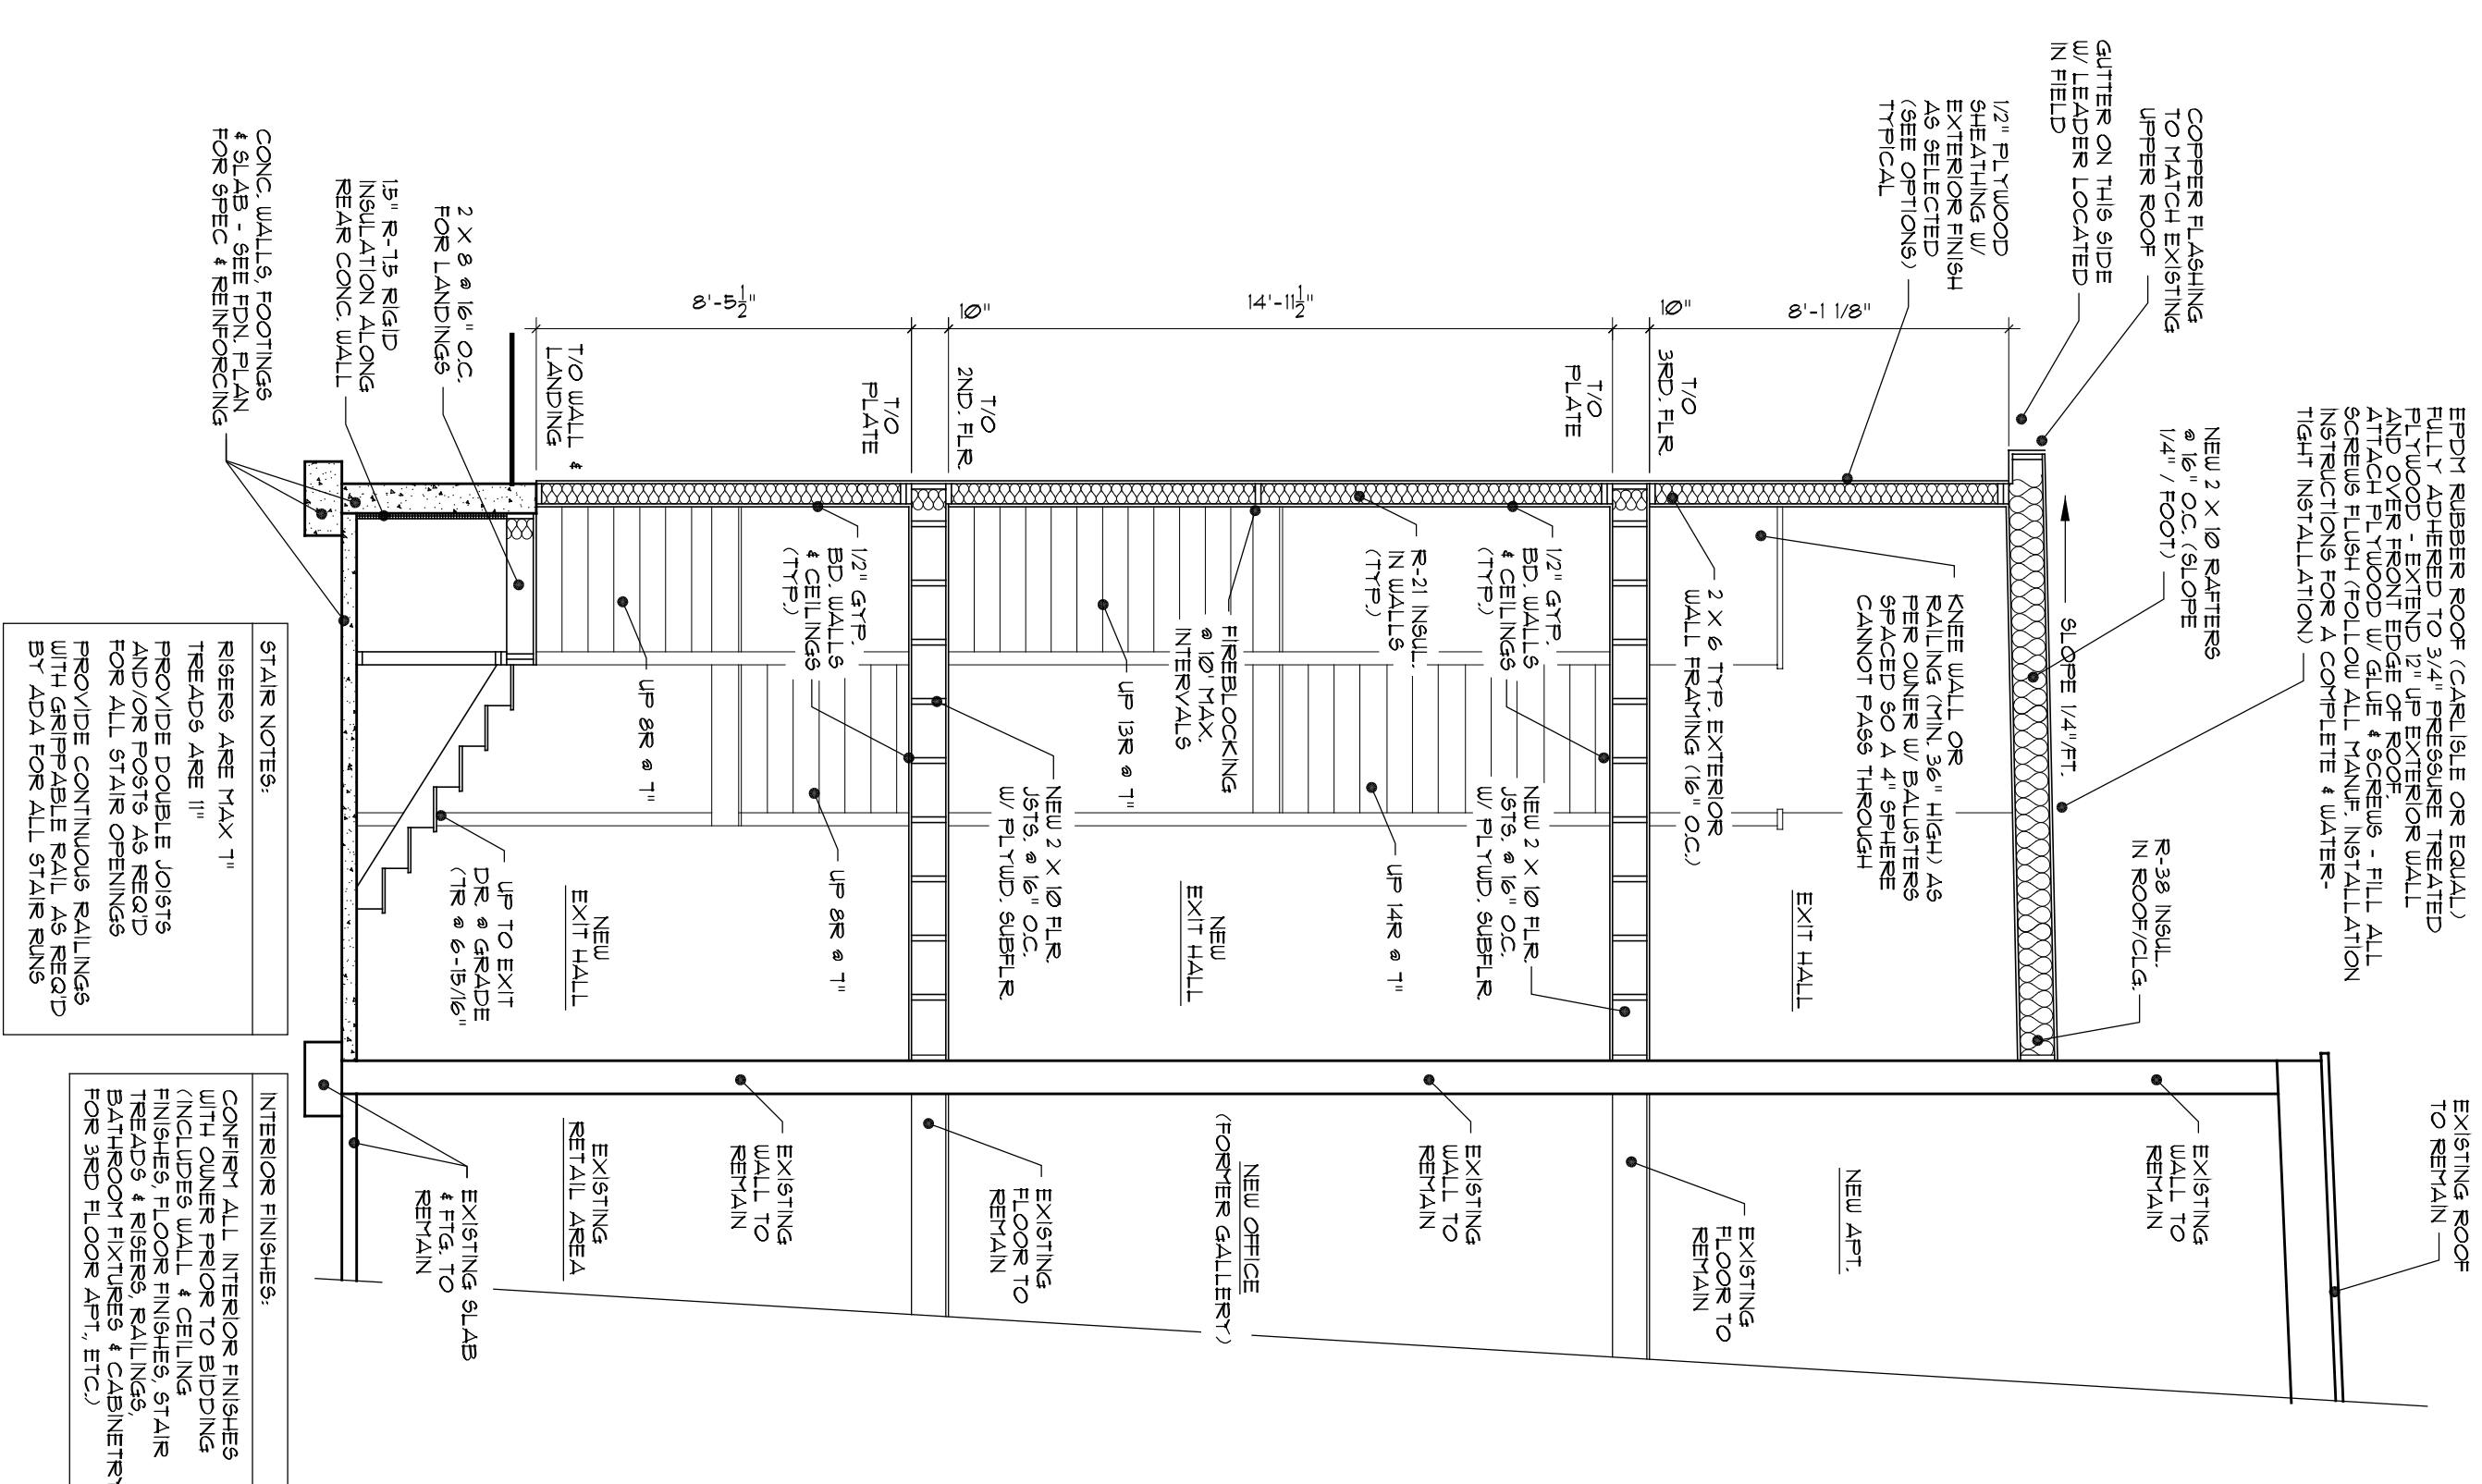 EPDM RUBBER ROOF (CARLISLE OR EQUAL)
FULLY ADHERED TO 3/4" PRESSURE TREATED
PLYWOOD - EXTEND 12" UP EXTERIOR WALL
AND OVER FRONT EDGE OF ROOF.
ATTACH PLYWOOD W/ GLUE & SCREWS - FILL ALL
SCREWS FLUSH (FOLLOW ALL MANUF. INSTALLATION
INSTRUCTIONS FOR A COMPLETE & WATER-
TIGHT INSTALLATION)
EXISTING ROOF
TO REMAIN
COPPER FLASHING
TO MATCH EXISTING
UPPER ROOF
GUTTER ON THIS SIDE
W/ LEADER LOCATED
IN FIELD
NEW 2 X 10 RAFTERS
@ 16" O.C. (SLOPE
1/4" / FOOT)
R-38 INSUL.
IN ROOF/CLG.
SLOPE 1/4"/FT.
1/2" PLYWOOD
SHEATHING W/
EXTERIOR FINISH
AS SELECTED
(SEE OPTIONS)
TYPICAL
8'-1 1/8"
KNEE WALL OR
RAILING (MIN. 36" HIGH) AS
PER OWNER W/ BALUSTERS
SPACED SO A 4" SPHERE
CANNOT PASS THROUGH
EXIT HALL
EXISTING
WALL TO
REMAIN
NEW APT.
T/O
3RD. FLR.
10"
2 X 6 TYP. EXTERIOR
WALL FRAMING (16" O.C.)
EXISTING
FLOOR TO
REMAIN
T/O
PLATE
1/2" GYP.
BD. WALLS
& CEILINGS
(TYP.)
NEW 2 X 10 FLR.
JSTS. @ 16" O.C.
W/ PLYWD. SUBFLR.
R-21 INSUL.
IN WALLS
(TYP.)
UP 14R @ 7"
EXISTING
WALL TO
REMAIN
14'-11 1/2"
FIREBLOCKING
@ 10' MAX.
INTERVALS
NEW
EXIT HALL
NEW OFFICE
(FORMER GALLERY)
UP 13R @ 7"
T/O
2ND. FLR.
10"
NEW 2 X 10 FLR.
JSTS. @ 16" O.C.
W/ PLYWD. SUBFLR.
EXISTING
FLOOR TO
REMAIN
T/O
PLATE
1/2" GYP.
BD. WALLS
& CEILINGS
(TYP.)
UP 8R @ 7"
EXISTING
WALL TO
REMAIN
8'-5 1/2"
UP 8R @ 7"
NEW
EXIT HALL
EXISTING
RETAIL AREA
T/O WALL &
LANDING
UP TO EXIT
DR. @ GRADE
(7R @ 6-15/16"
2 X 8 @ 16" O.C.
FOR LANDINGS
1.5" R-7.5 RIGID
INSULATION ALONG
REAR CONC. WALL
CONC. WALLS, FOOTINGS
& SLAB - SEE FDN. PLAN
FOR SPEC & REINFORCING
EXISTING SLAB
& FTG. TO
REMAIN
STAIR NOTES:
RISERS ARE MAX 7"
TREADS ARE 11"
PROVIDE DOUBLE JOISTS
AND/OR POSTS AS REQ'D
FOR ALL STAIR OPENINGS
PROVIDE CONTINUOUS RAILINGS
WITH GRIPPABLE RAIL AS REQ'D
BY ADA FOR ALL STAIR RUNS
INTERIOR FINISHES:
CONFIRM ALL INTERIOR FINISHES
WITH OWNER PRIOR TO BIDDING
(INCLUDES WALL & CEILING
FINISHES, FLOOR FINISHES, STAIR
TREADS & RISERS, RAILINGS,
BATHROOM FIXTURES & CABINETRY
FOR 3RD FLOOR APT., ETC.)